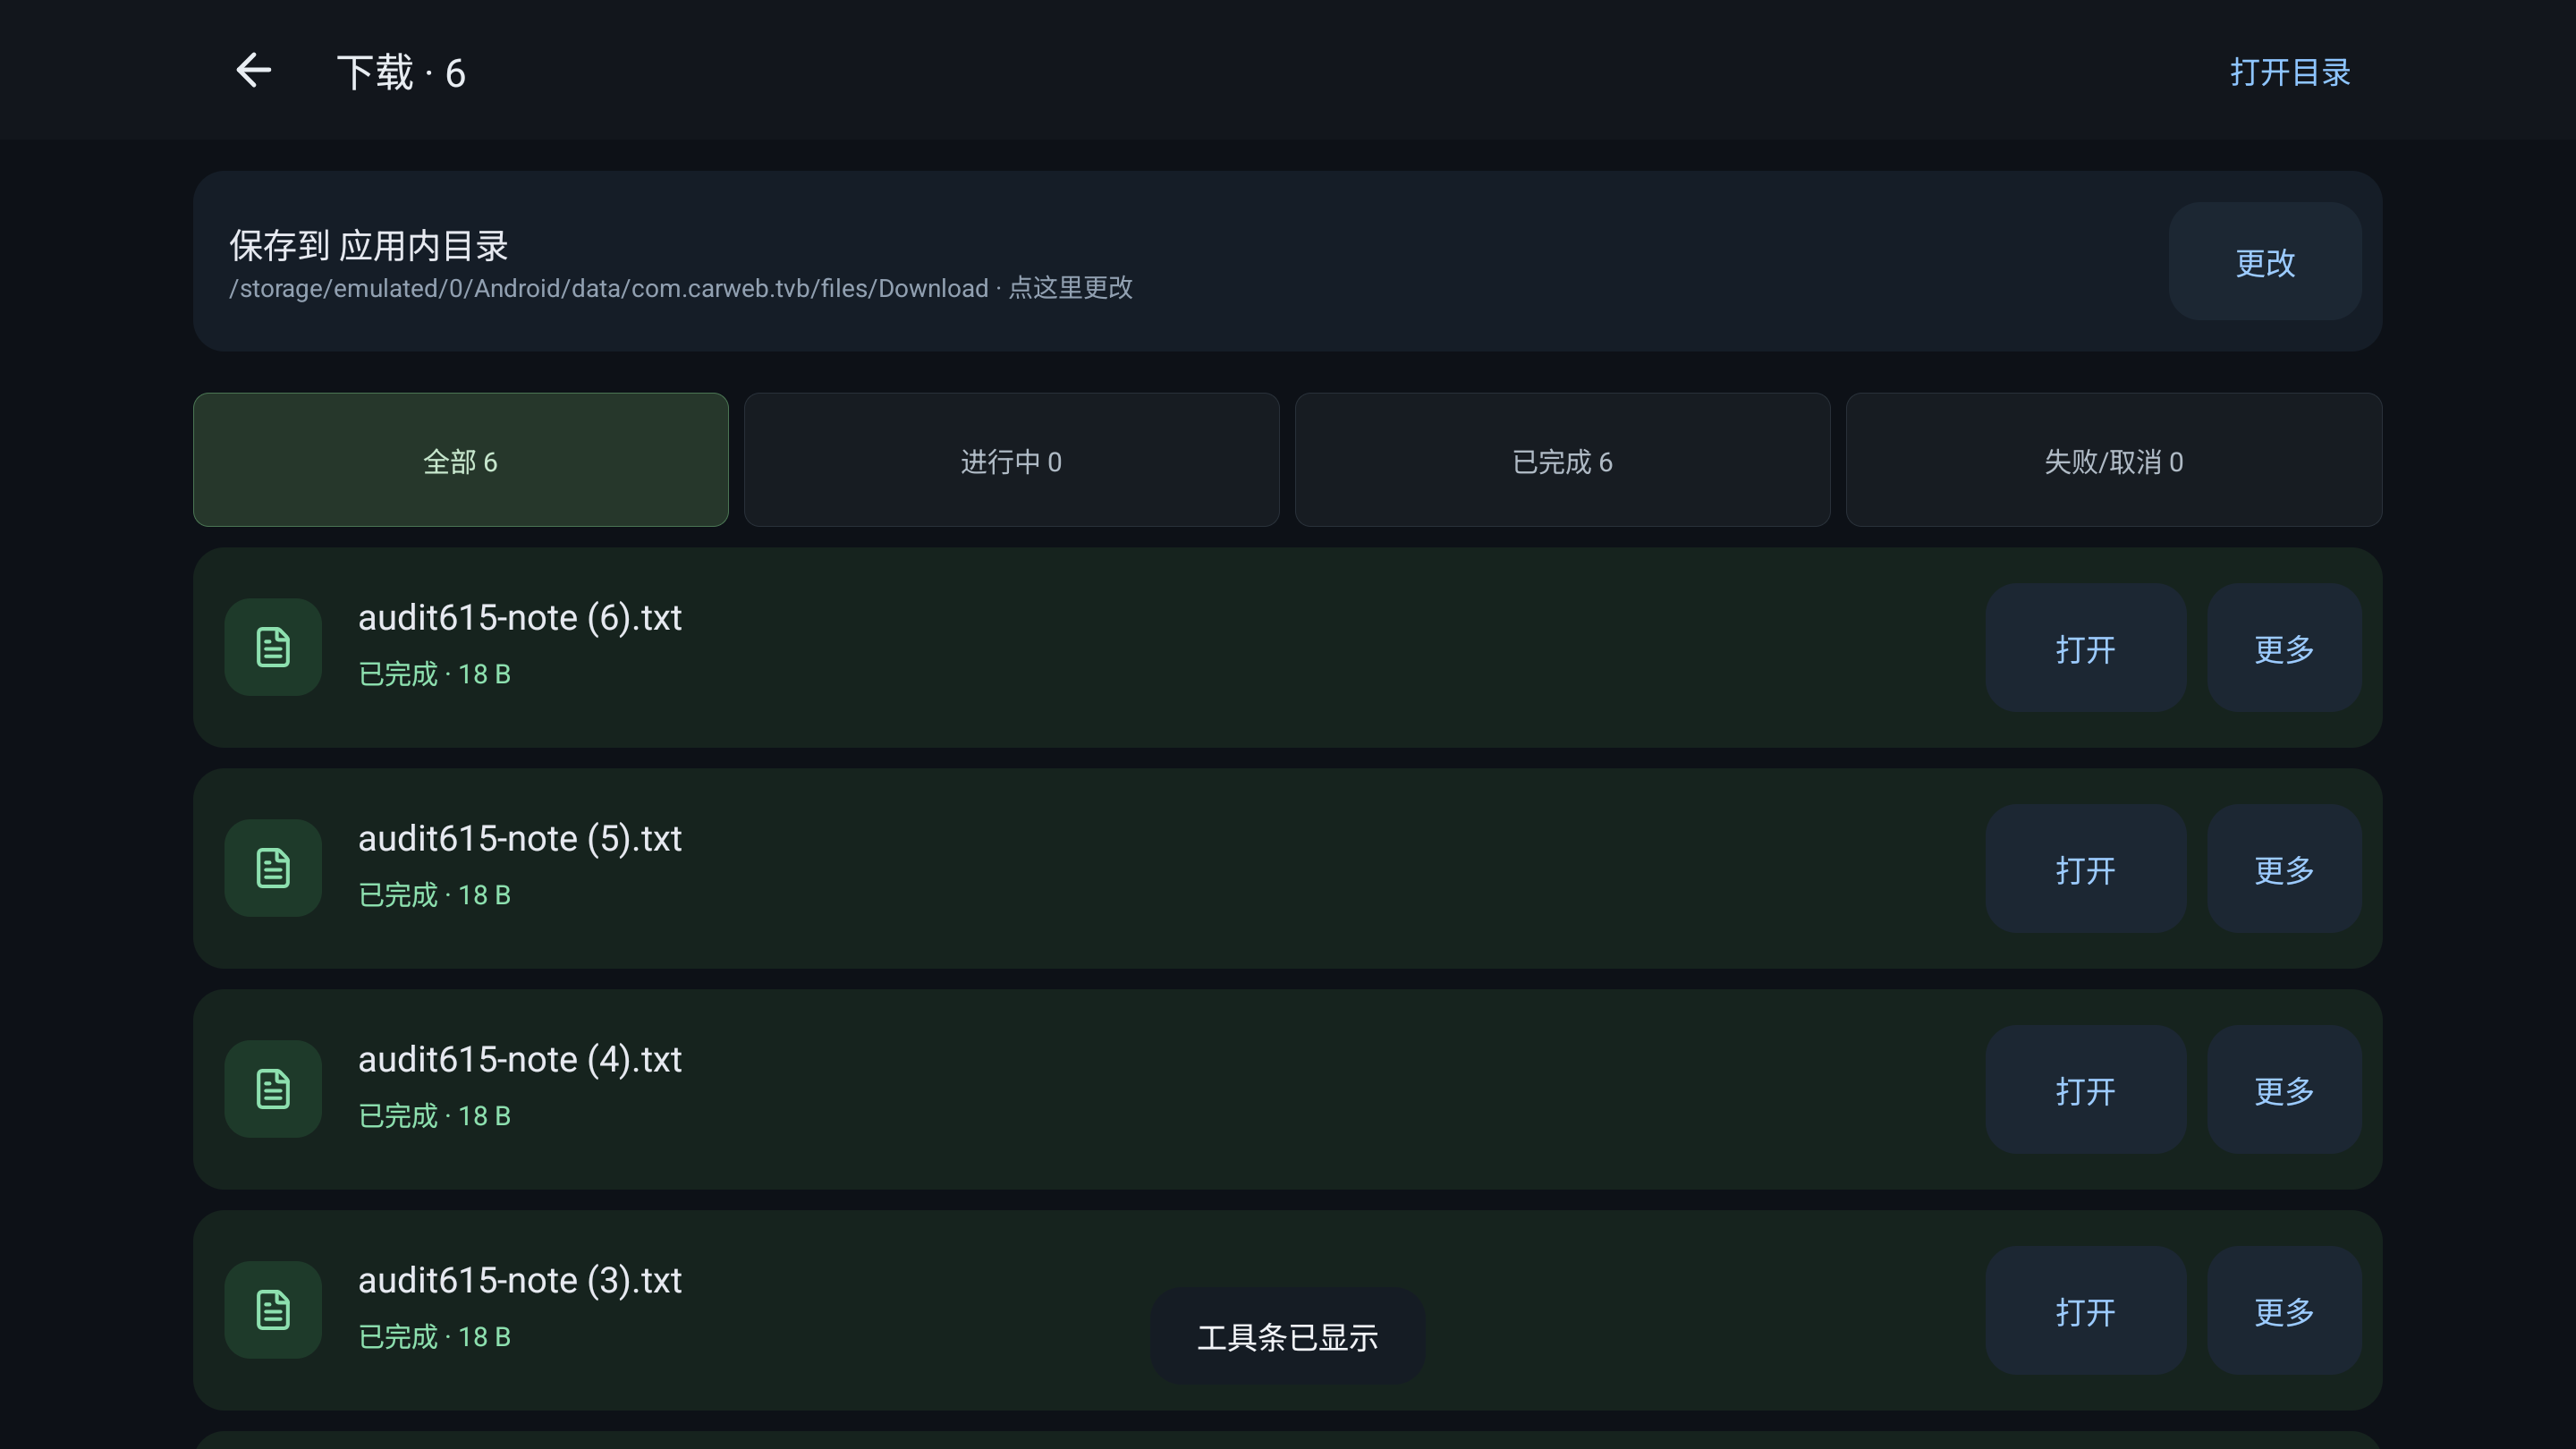 下载 · 6
打开目录
保存到 应用内目录
/storage/emulated/0/Android/data/com.carweb.tvb/files/Download · 点这里更改
更改
全部 6
进行中 0
已完成 6
失败/取消 0
audit615-note (6).txt
已完成 · 18 B
打开
更多
audit615-note (5).txt
已完成 · 18 B
打开
更多
audit615-note (4).txt
已完成 · 18 B
打开
更多
audit615-note (3).txt
已完成 · 18 B
打开
更多
工具条已显示